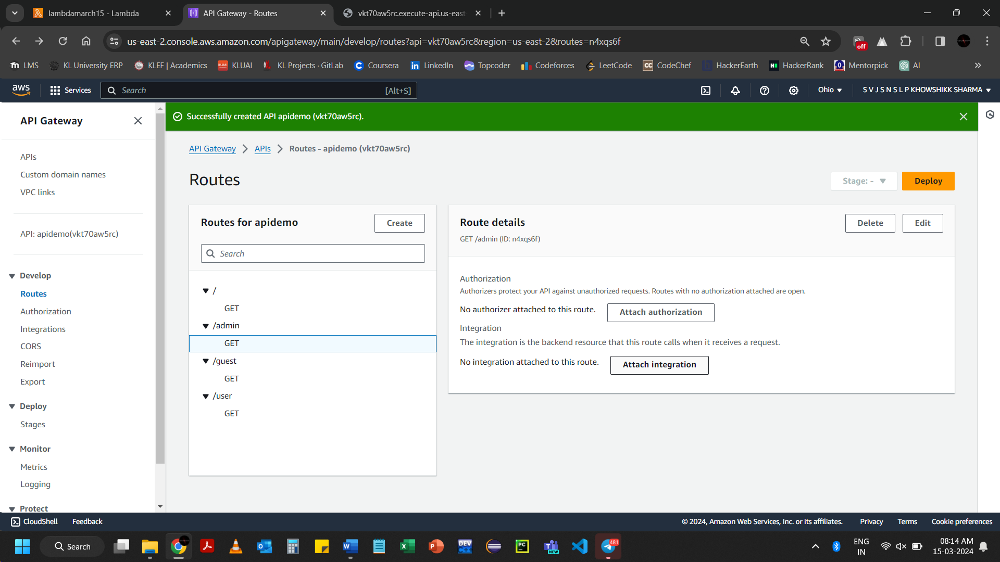 lambdamarch15 - Lambda
API Gateway - Routes
vkt70aw5rc.execute-api.us-east
us-east-2.console.aws.amazon.com/apigateway/main/develop/routes?api=vkt70aw5rc&region=us-east-2&routes=n4xqs6f
off
LMS
KL University ERP
KLEF | Academics
KLUAI
KL Projects · GitLab
Coursera
LinkedIn
Topcoder
Codeforces
LeetCode
CodeChef
HackerEarth
HackerRank
Mentorpick
AI
aws
Services
Search
[Alt+S]
Ohio
S V J S N S L P KHOWSHIKK SHARMA
API Gateway
APIs
Custom domain names
VPC links
API: apidemo(vkt70aw5rc)
Develop
Routes
Authorization
Integrations
CORS
Reimport
Export
Deploy
Stages
Monitor
Metrics
Logging
Protect
Successfully created API apidemo (vkt70aw5rc).
API Gateway
APIs
Routes - apidemo (vkt70aw5rc)
Routes
Stage: -
Deploy
Routes for apidemo
Create
Search
/
GET
/admin
GET
/guest
GET
/user
GET
Route details
Delete
Edit
GET /admin (ID: n4xqs6f)
Authorization
Authorizers protect your API against unauthorized requests. Routes with no authorization attached are open.
No authorizer attached to this route.
Attach authorization
Integration
The integration is the backend resource that this route calls when it receives a request.
No integration attached to this route.
Attach integration
CloudShell
Feedback
© 2024, Amazon Web Services, Inc. or its affiliates.
Privacy
Terms
Cookie preferences
Search
DEV
PC
NEW
481
ENG
IN
08:14 AM
15-03-2024